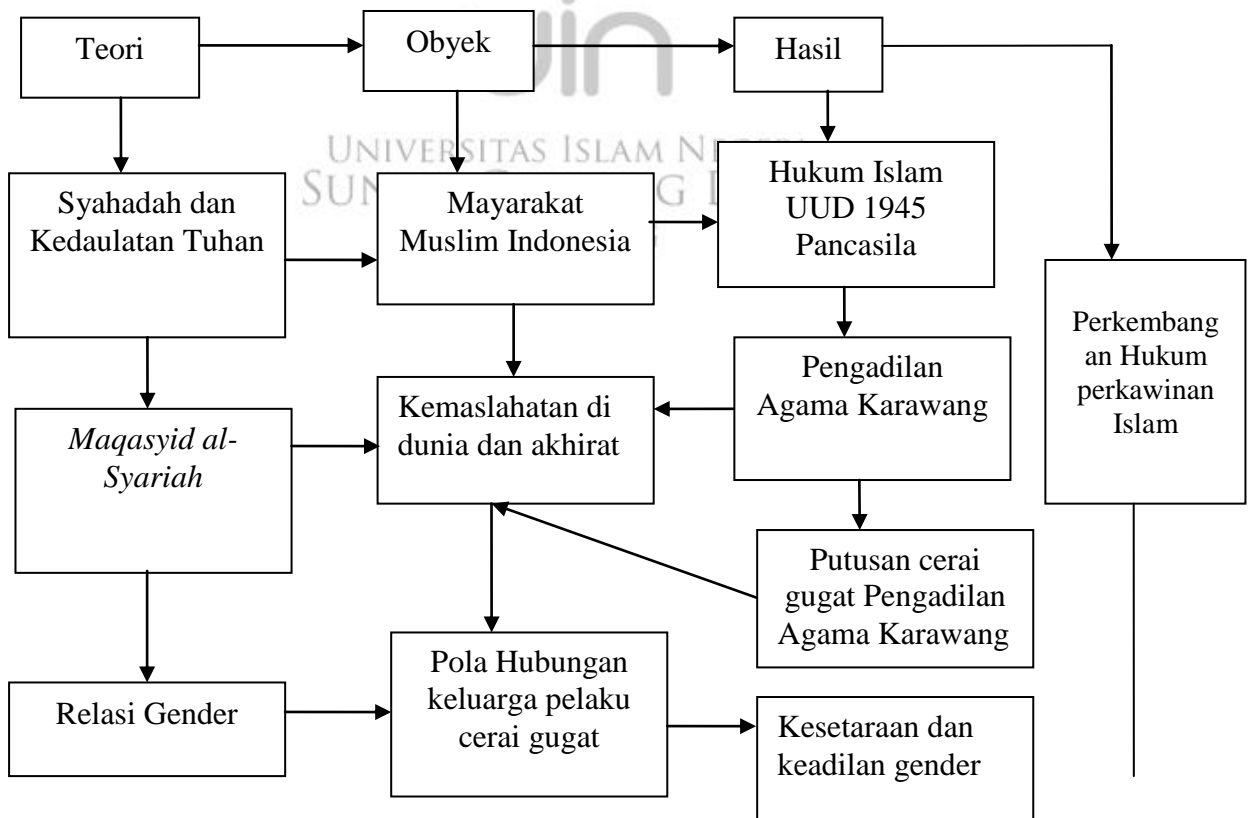 Teori
Obyek
Hasil
UNIVERSITAS ISLAM
Syahadah dan
Kedaulatan Tuhan
Mayarakat
Muslim Indonesia
Hukum Islam
UUD 1945
Pancasila
Perkembang
an Hukum
perkawinan
Islam
Maqasyid al-
Syariah
Kemaslahatan di
dunia dan akhirat
Pengadilan
Agama Karawang
Putusan cerai
gugat Pengadilan
Agama Karawang
Relasi Gender
Pola Hubungan
keluarga pelaku
cerai gugat
Kesetaraan dan
keadilan gender